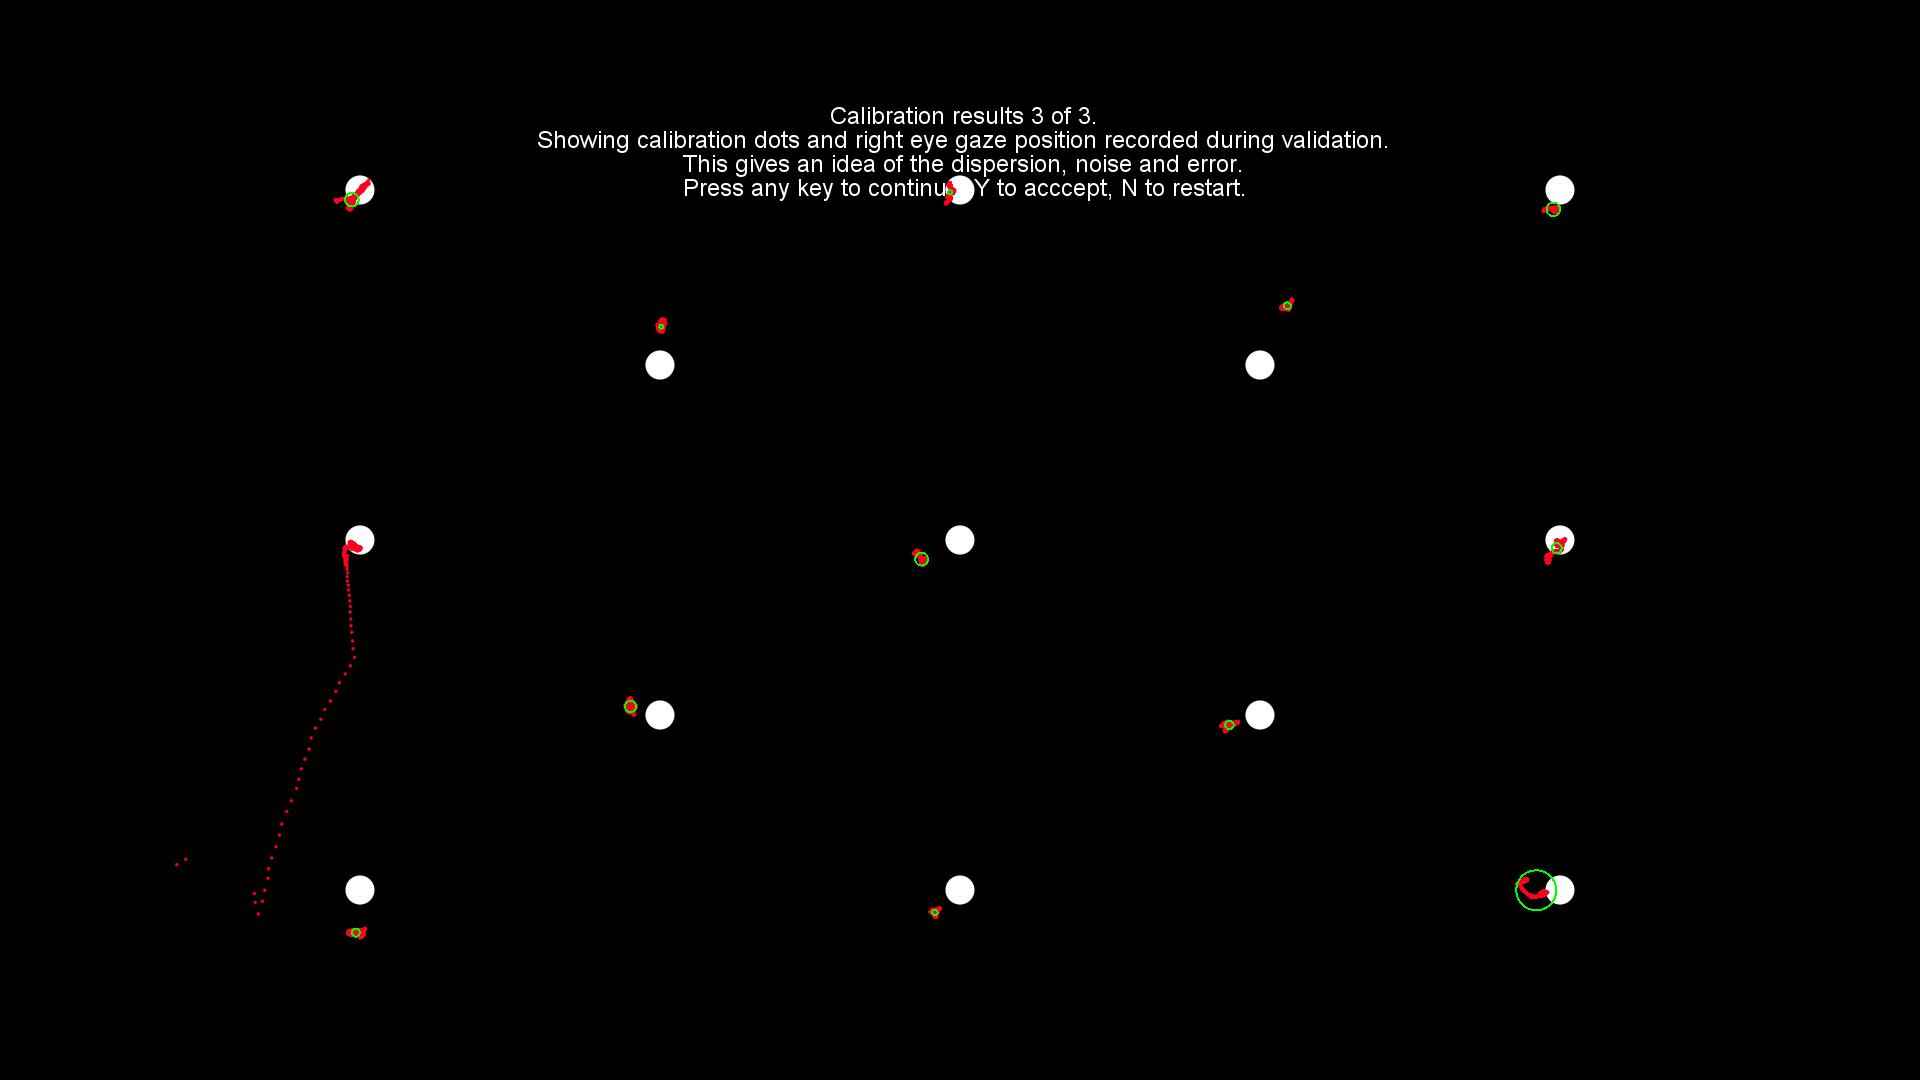 Calibration results 3 of 3.
Showing calibration dots and right eye gaze position recorded during validation.
This gives an idea of the dispersion, noise and error.
Press any key to continu Y to acccept, N to restart.